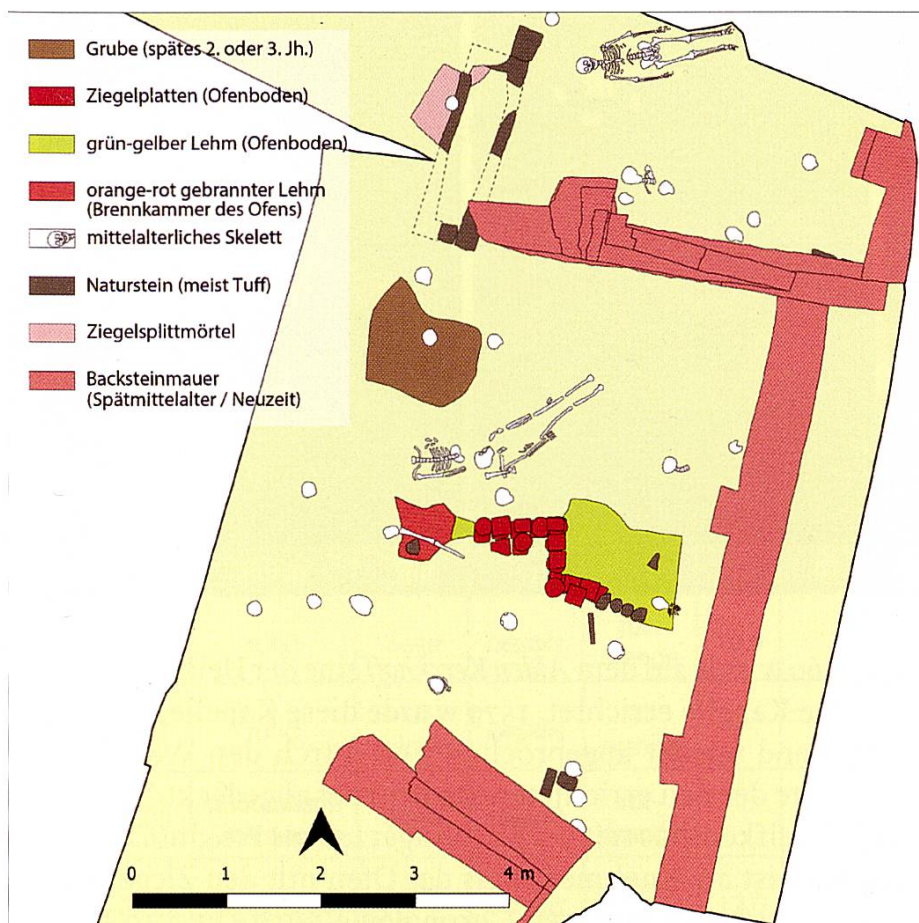 Grube (spätes 2. oder 3. Jh.)
Ziegelplatten (Ofenboden)
grün-gelber Lehm (Ofenboden)
orange-rot gebrannter Lehm
(Brennkammer des Ofens)
mittelalterliches Skelett
Naturstein (meist Tuff)
Ziegelsplittmörtel
Backsteinmauer
(Spätmittelalter / Neuzeit)
0 1 2 3 4 m